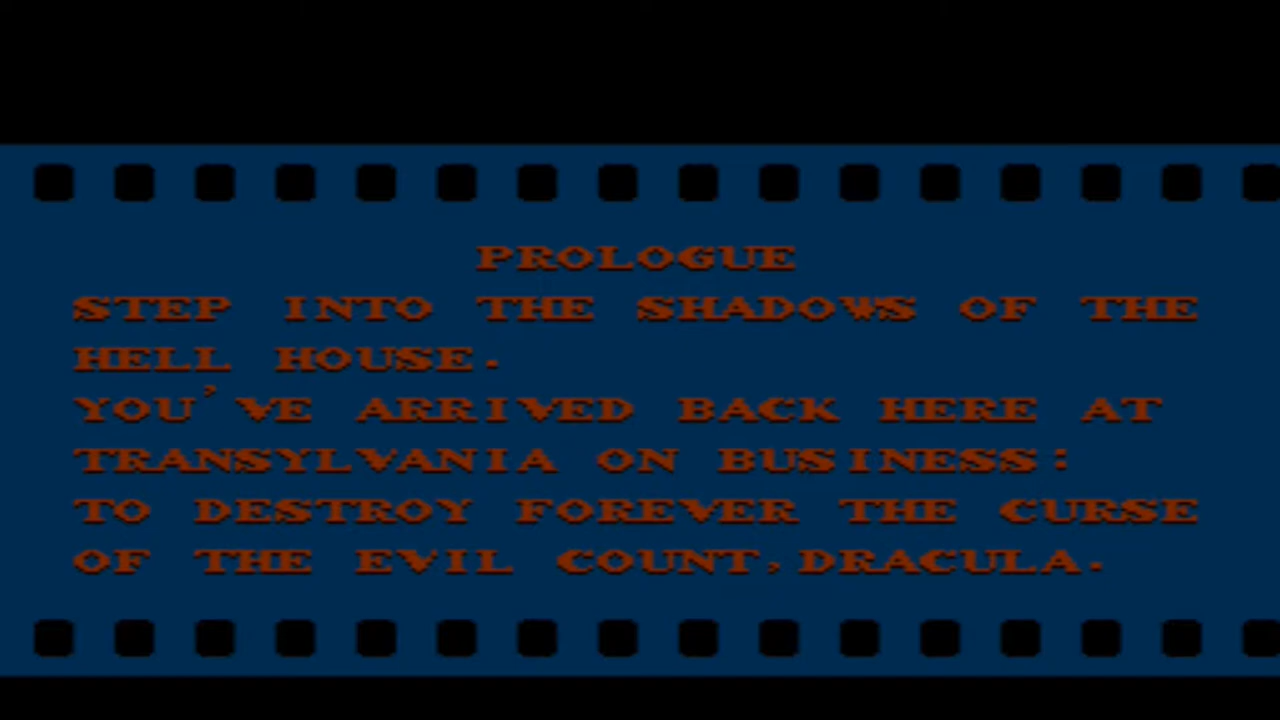 PROLOGUE
STEP INTO THE SHADOWS OF THE
HELL HOUSE.
YOU'VE ARRIVED BACK HERE AT
TRANSYLVANIA ON BUSINESS:
TO DESTROY FOREVER THE CURSE
OF THE EVIL COUNT,DRACULA.